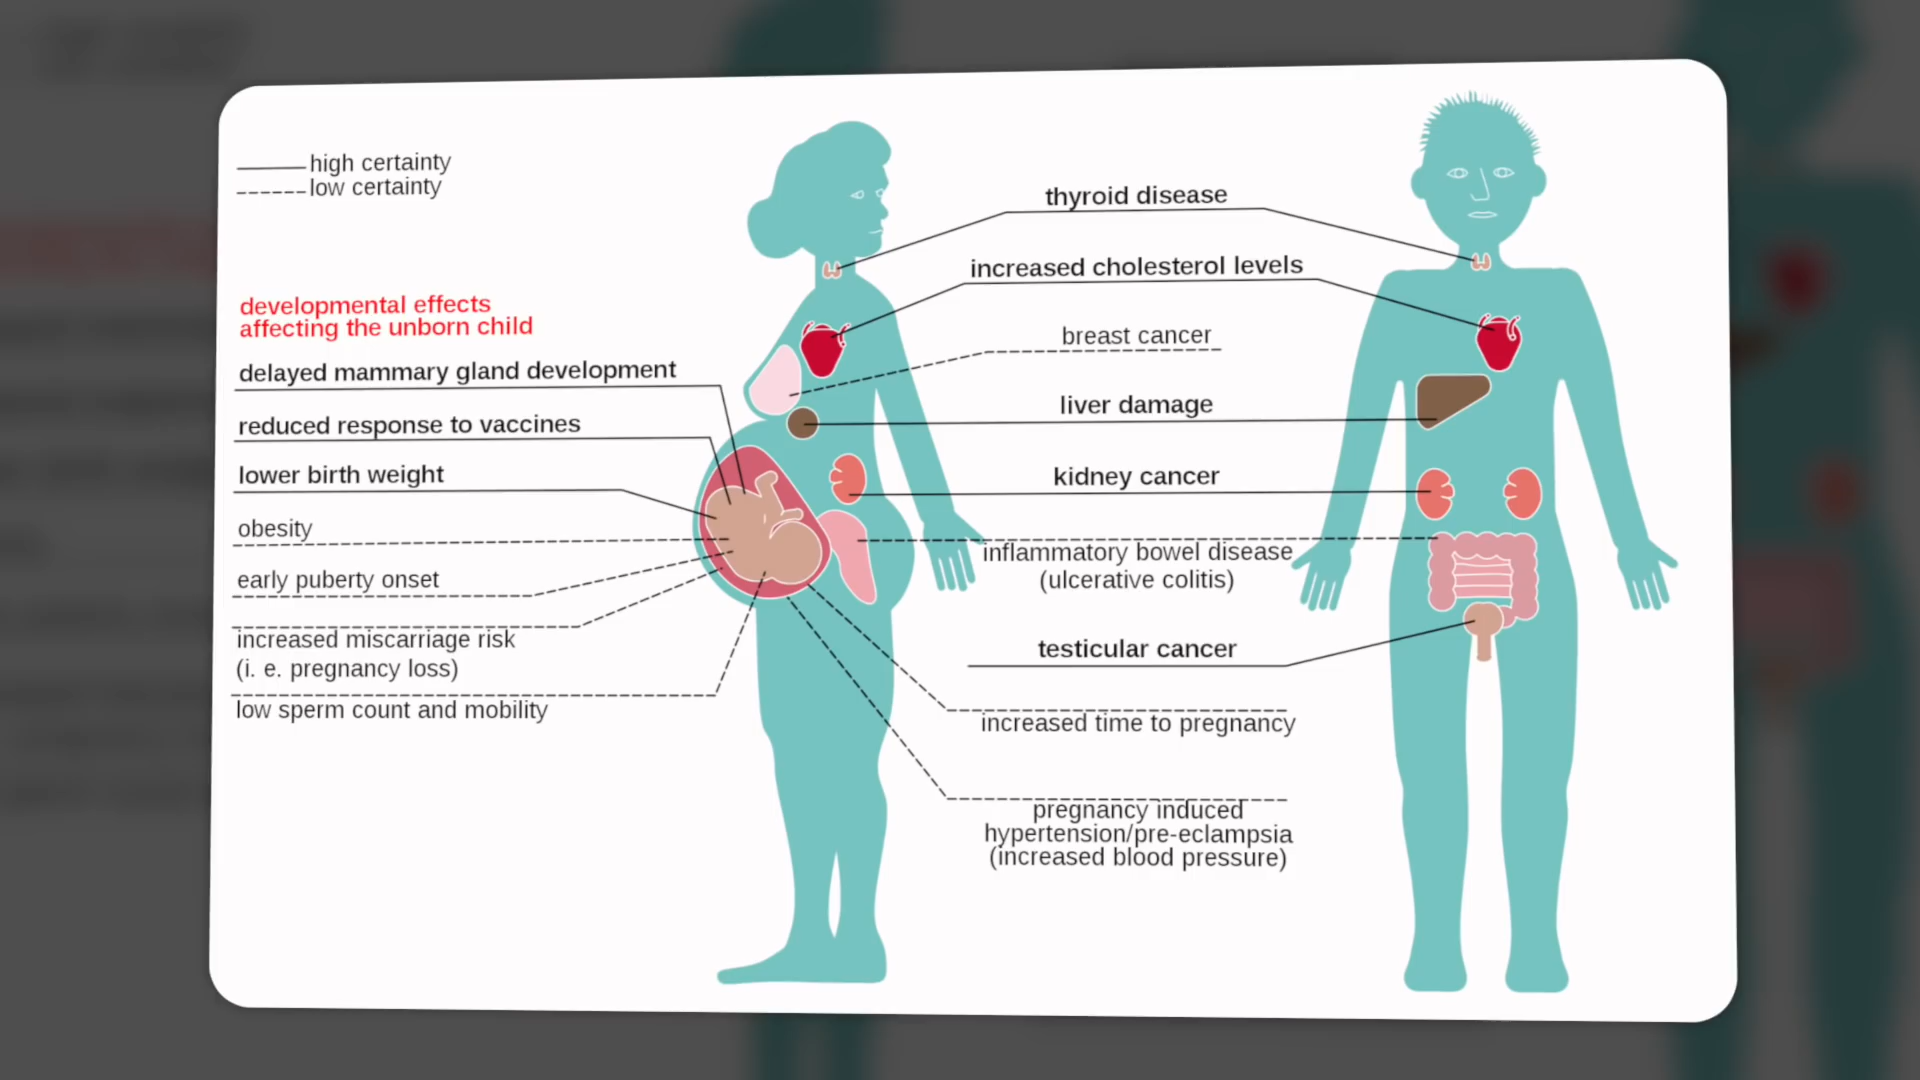 high certainty
low certainty
developmental effects
affecting the unborn child
delayed mammary gland development
reduced response to vaccines
lower birth weight
obesity
early puberty onset
increased miscarriage risk
(i. e. pregnancy loss)
low sperm count and mobility
thyroid disease
increased cholesterol levels
breast cancer
liver damage
kidney cancer
inflammatory bowel disease
(ulcerative colitis)
testicular cancer
increased time to pregnancy
pregnancy induced
hypertension/pre-eclampsia
(increased blood pressure)